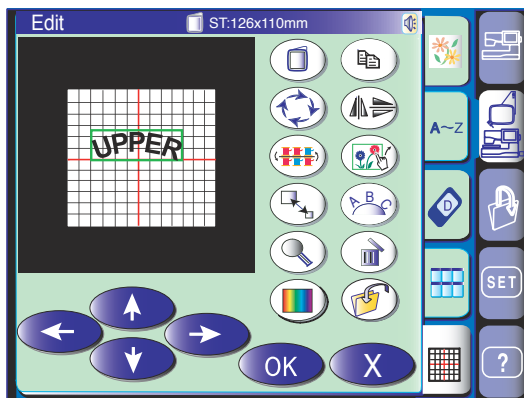 Edit
ST:126x110mm
UPPER
A B C
A~Z
D
SET
OK
X
?